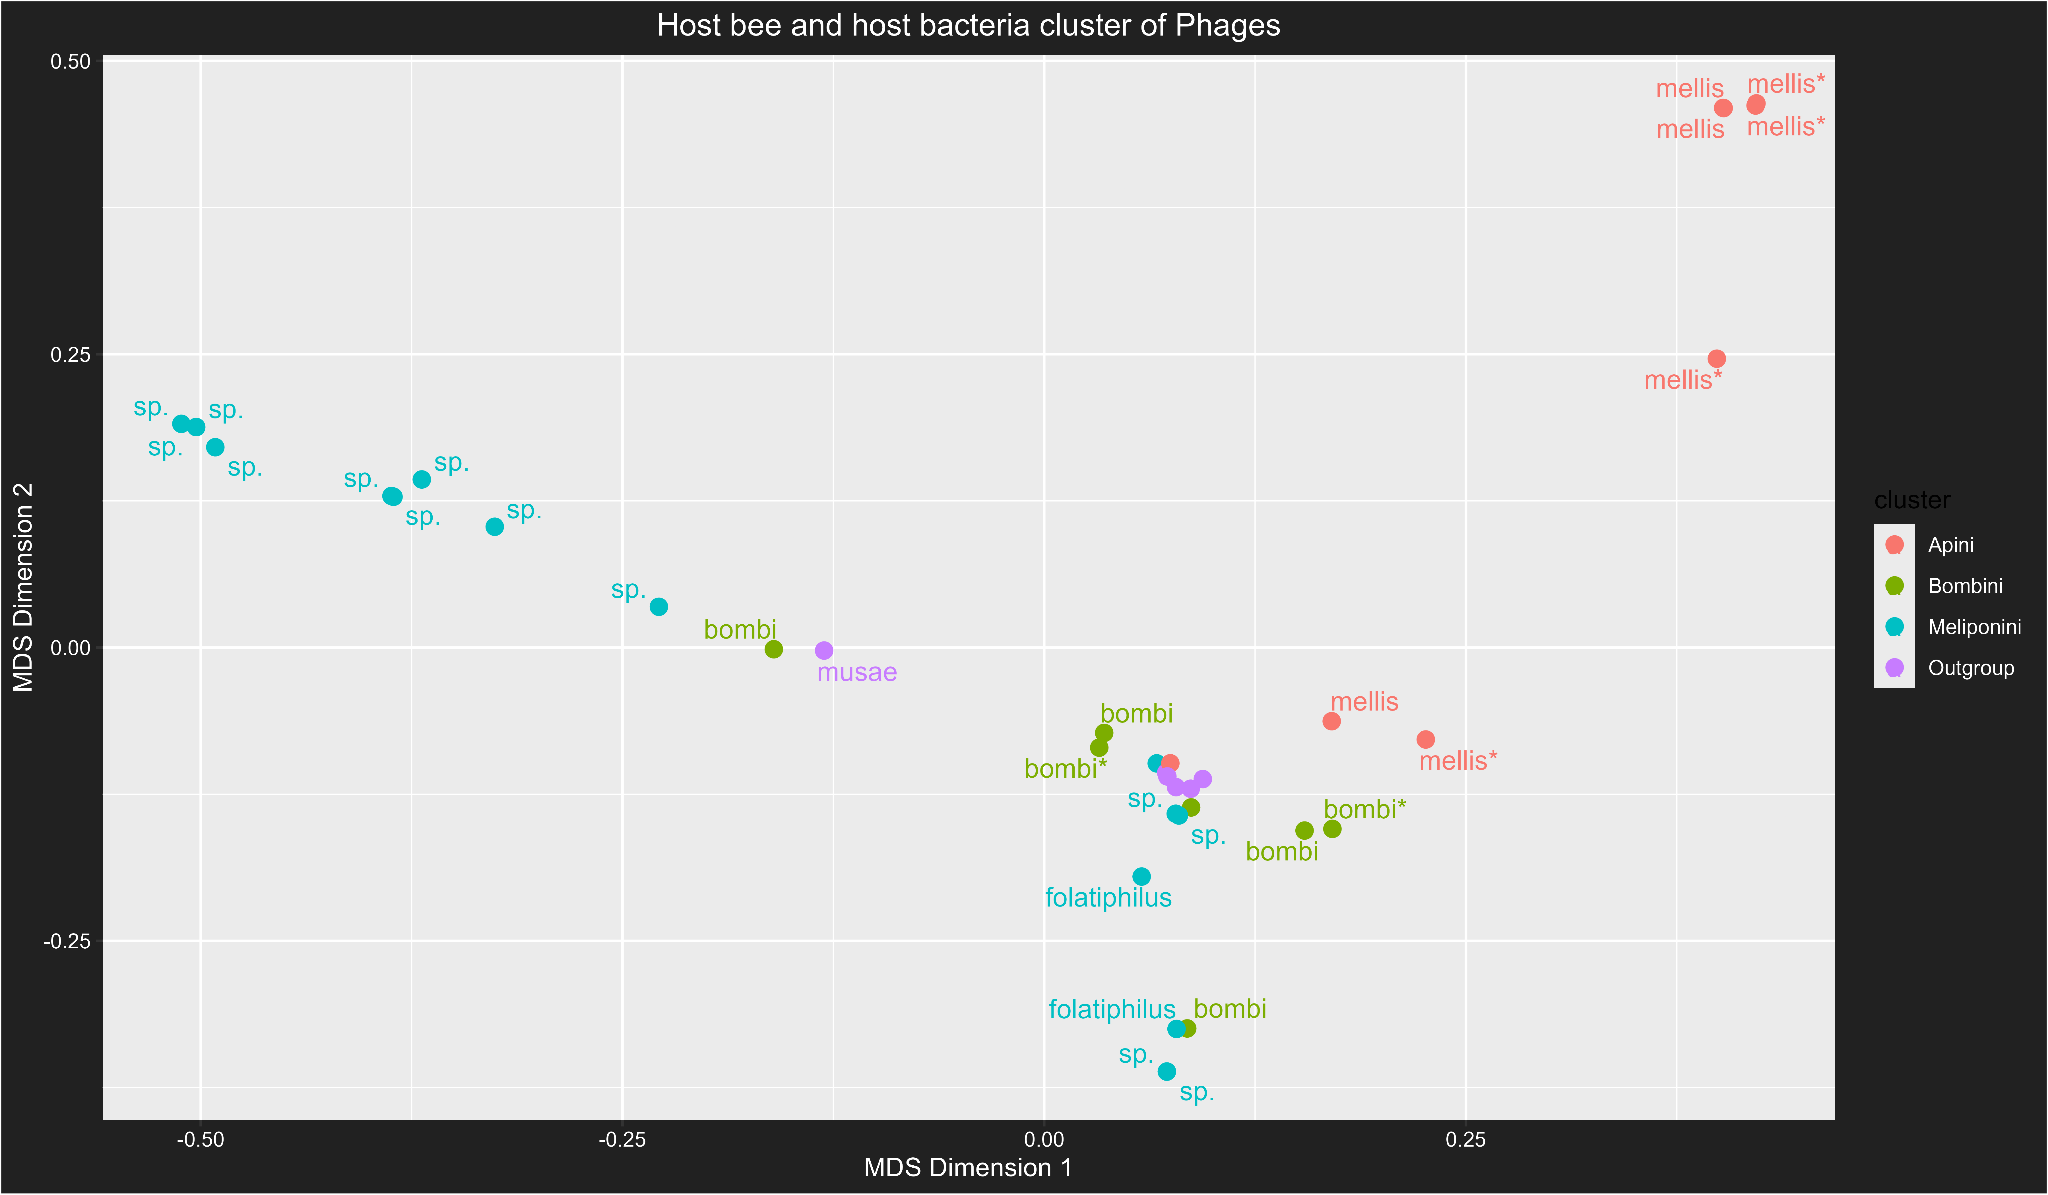 Host bee and host bacteria cluster of Phages
0.50
mellis
mellis*
mellis
mellis*
0.25
mellis*
sp.
sp.
sp.
sp.
sp.
sp.
sp.
sp.
sp.
MDS Dimension 2
cluster
Apini
Bombini
Meliponini
Outgroup
0.00
bombi
musae
mellis
bombi
mellis*
bombi*
sp.
bombi*
sp.
bombi
folatiphilus
-0.25
folatiphilus
bombi
sp.
sp.
-0.50
-0.25
0.00
0.25
MDS Dimension 1